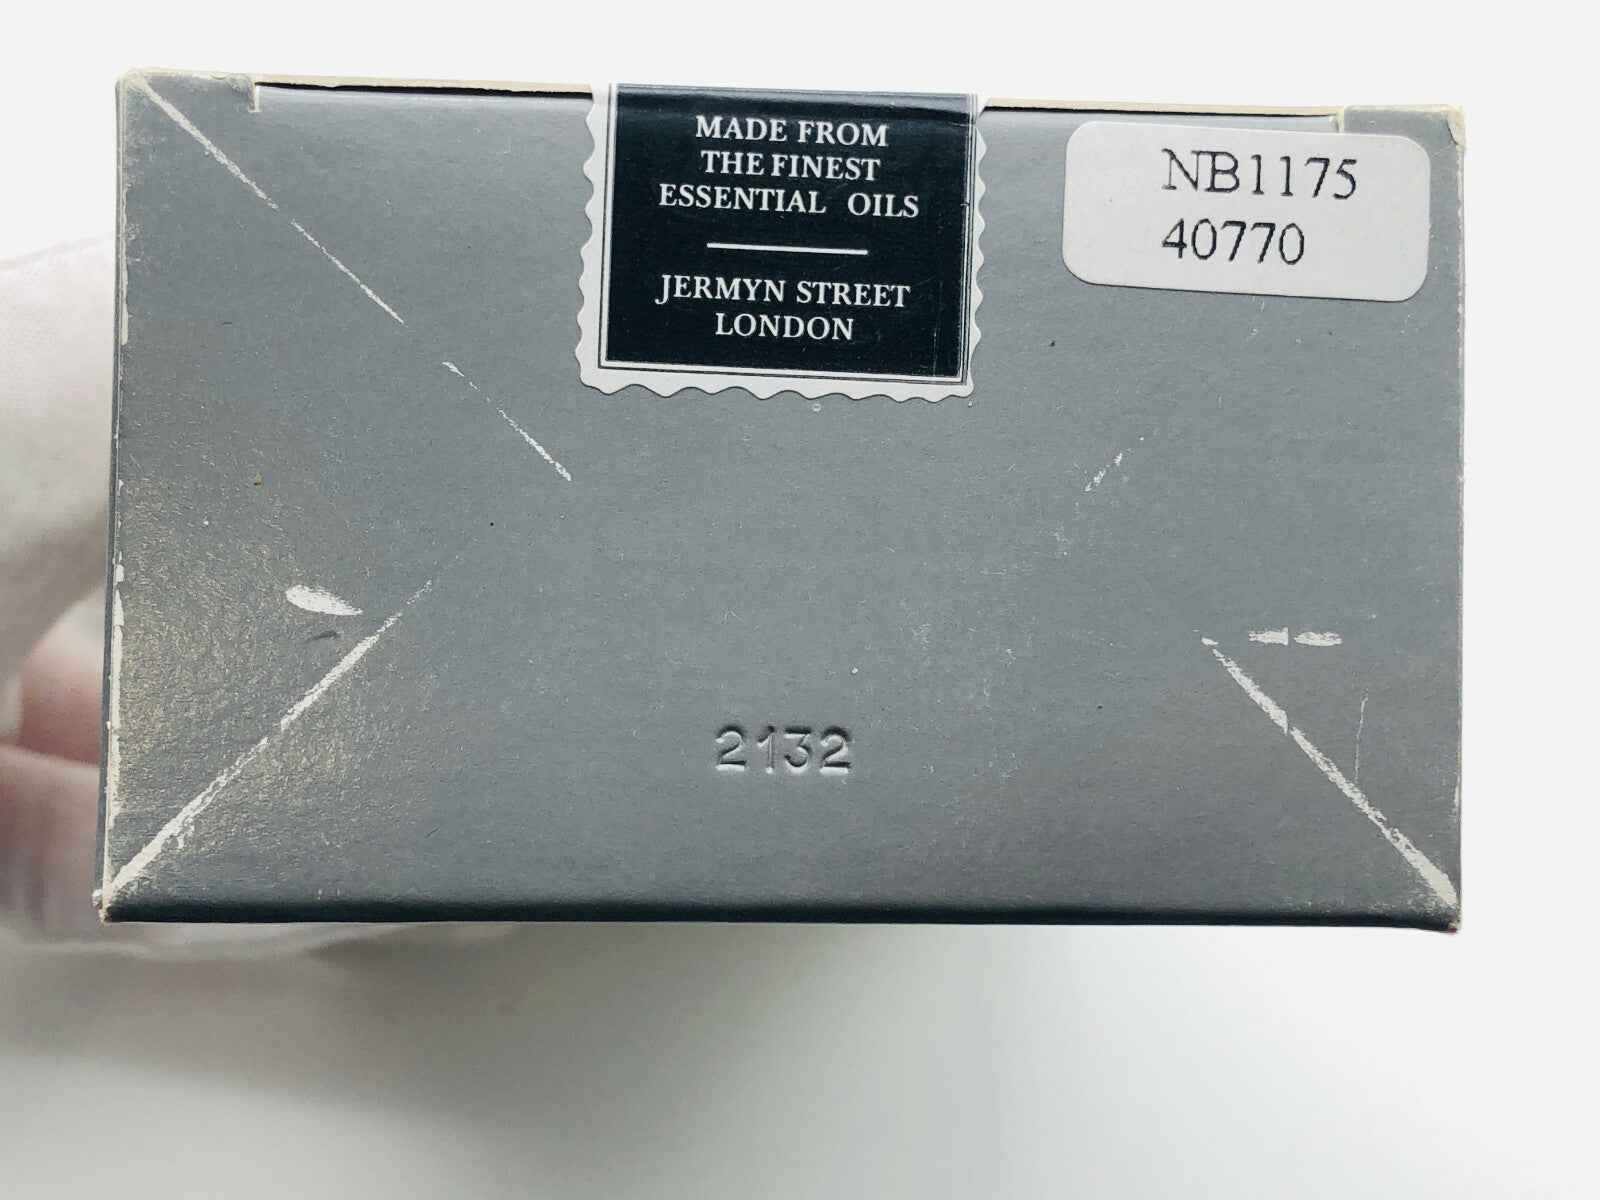 MADE FROM
THE FINEST
ESSENTIAL OILS
JERMYN STREET
LONDON
NB1175
40770
2132